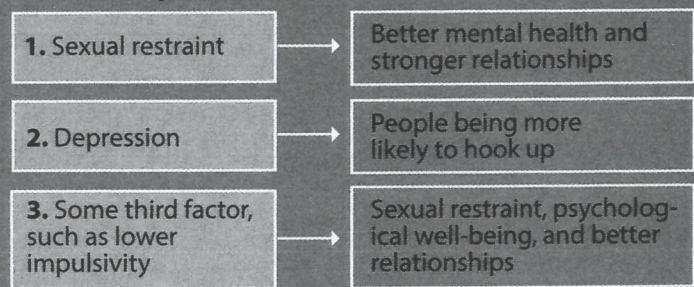 1. Sexual restraint
Better mental health and
stronger relationships
2. Depression
People being more
likely to hook up
3. Some third factor,
such as lower
impulsivity
Sexual restraint, psycholog-
ical well-being, and better
relationships